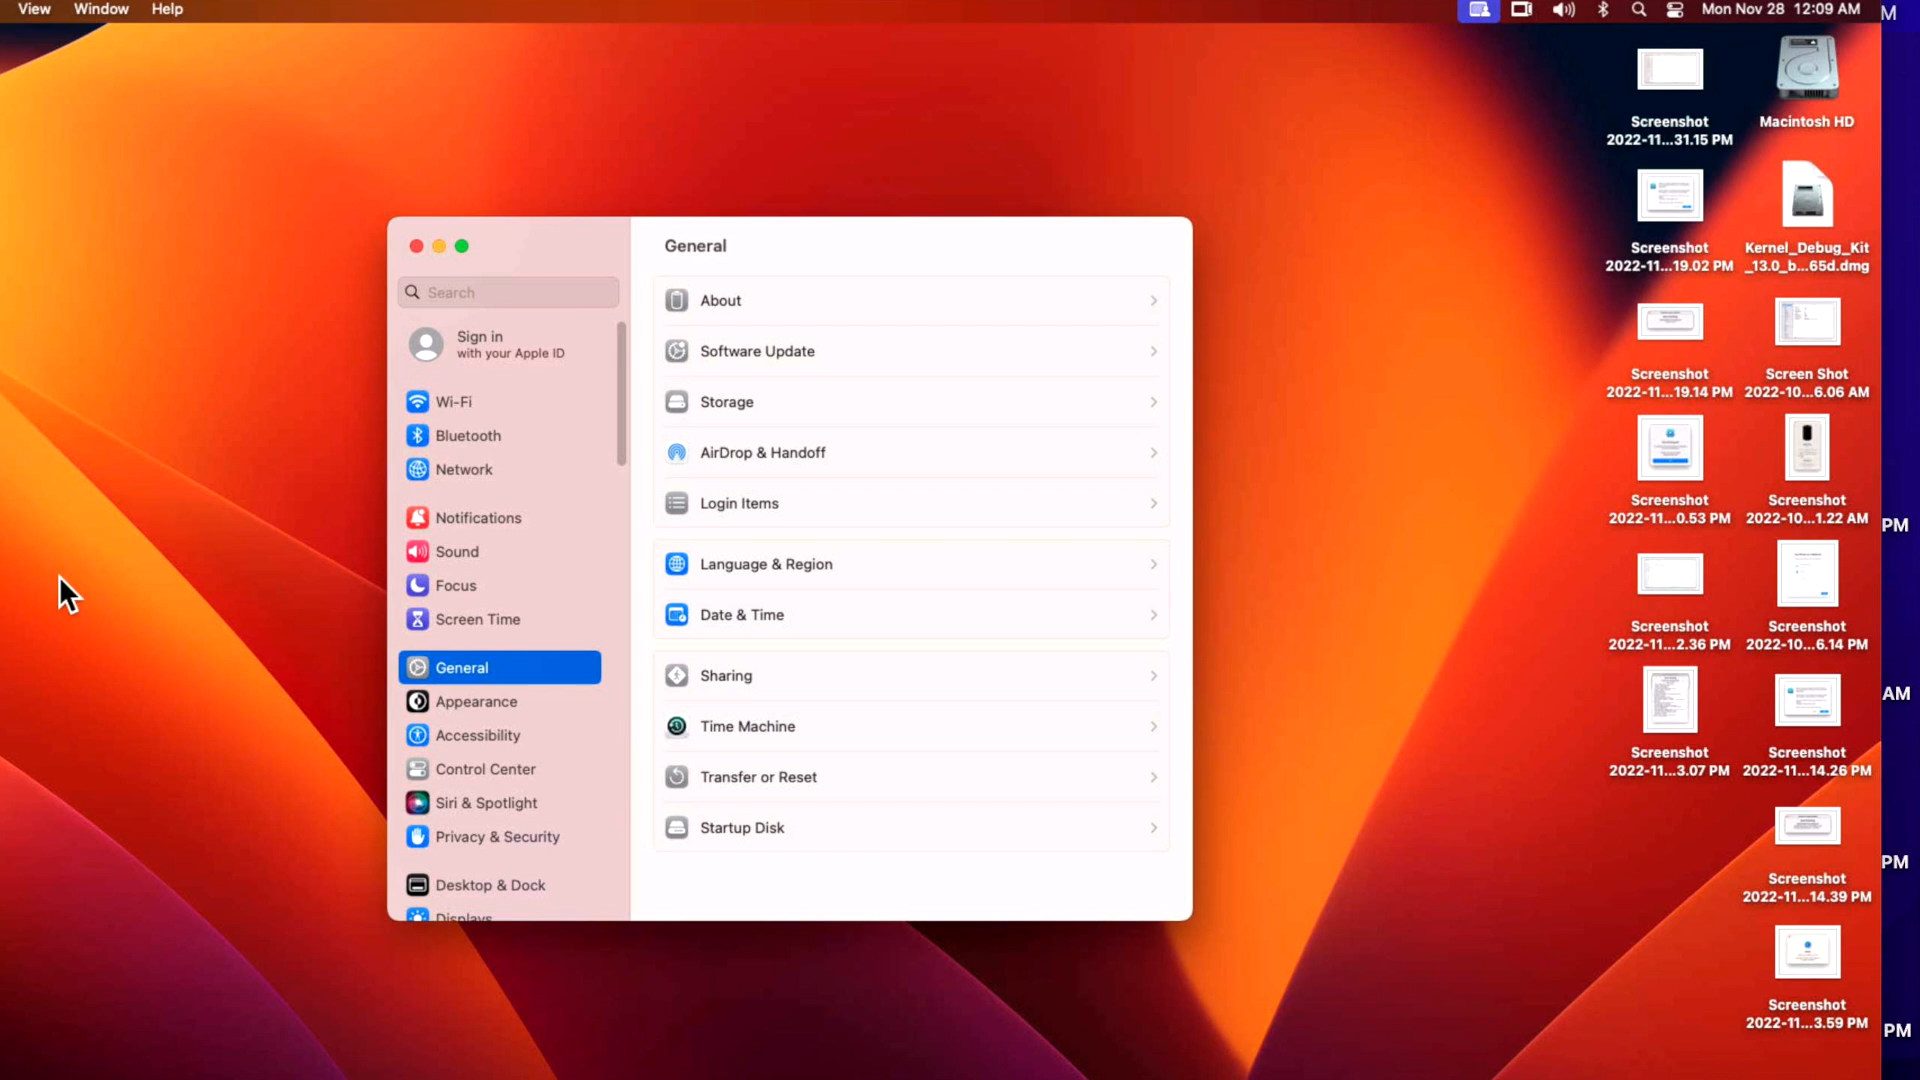 View Window Help
Mon Nov 28 12:09 AM
M
General
Search
Sign in
with your Apple ID
Wi-Fi
Bluetooth
Network
Notifications
Sound
Focus
Screen Time
General
Appearance
Accessibility
Control Center
Siri & Spotlight
Privacy & Security
Desktop & Dock
Displays
About
Software Update
Storage
AirDrop & Handoff
Login Items
Language & Region
Date & Time
Sharing
Time Machine
Transfer or Reset
Startup Disk
Screenshot
2022-11...31.15 PM
Macintosh HD
Screenshot
2022-11...19.02 PM
Kernel_Debug_Kit
_13.0_b...65d.dmg
Screenshot
2022-11...19.14 PM
Screen Shot
2022-10...6.06 AM
Screenshot
2022-11...0.53 PM
Screenshot
2022-10...1.22 AM
PM
Screenshot
2022-11...2.36 PM
Screenshot
2022-10...6.14 PM
AM
Screenshot
2022-11...3.07 PM
Screenshot
2022-11...14.26 PM
PM
Screenshot
2022-11...14.39 PM
Screenshot
2022-11...3.59 PM
PM